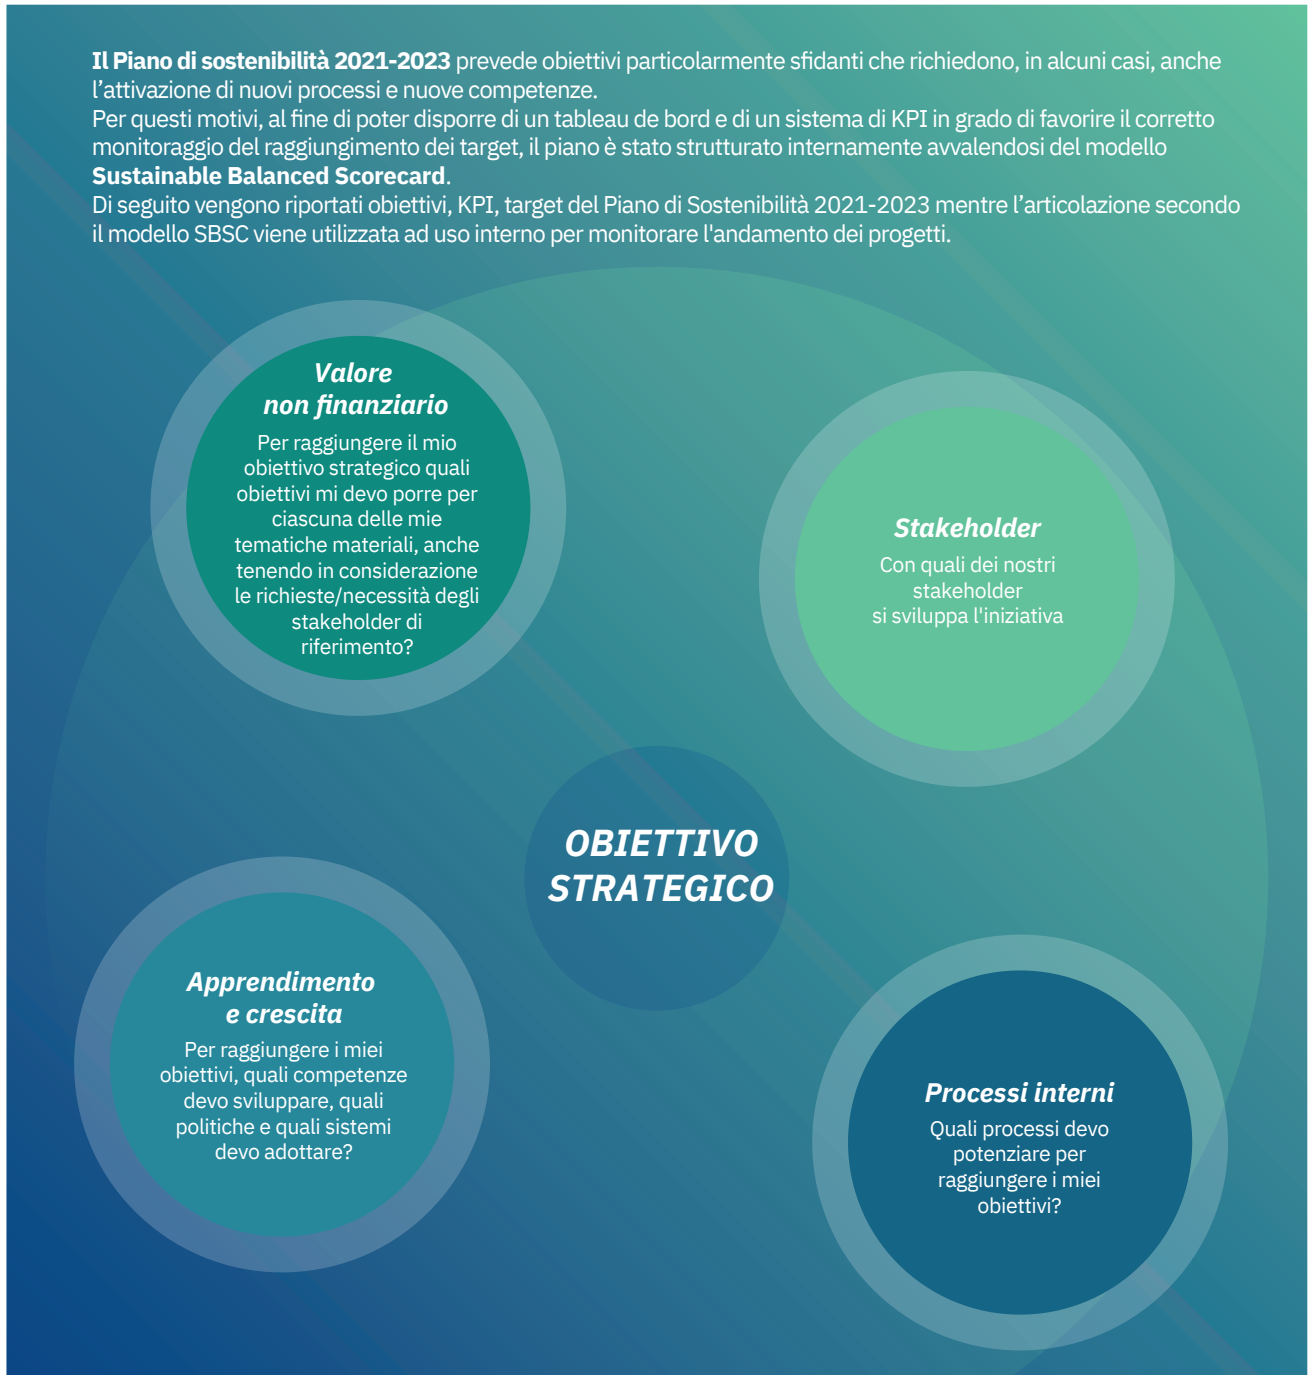 Il Piano di sostenibilità 2021-2023 prevede obiettivi particolarmente sfidanti che richiedono, in alcuni casi, anche
l’attivazione di nuovi processi e nuove competenze.
Per questi motivi, al fine di poter disporre di un tableau de bord e di un sistema di KPI in grado di favorire il corretto
monitoraggio del raggiungimento dei target, il piano è stato strutturato internamente avvalendosi del modello
Sustainable Balanced Scorecard.
Di seguito vengono riportati obiettivi, KPI, target del Piano di Sostenibilità 2021-2023 mentre l’articolazione secondo
il modello SBSC viene utilizzata ad uso interno per monitorare l'andamento dei progetti.
Valore
non finanziario
Per raggiungere il mio
obiettivo strategico quali
obiettivi mi devo porre per
ciascuna delle mie
tematiche materiali, anche
tenendo in considerazione
le richieste/necessità degli
stakeholder di
riferimento?
Stakeholder
Con quali dei nostri
stakeholder
si sviluppa l'iniziativa
OBIETTIVO
STRATEGICO
Apprendimento
e crescita
Per raggiungere i miei
obiettivi, quali competenze
devo sviluppare, quali
politiche e quali sistemi
devo adottare?
Processi interni
Quali processi devo
potenziare per
raggiungere i miei
obiettivi?